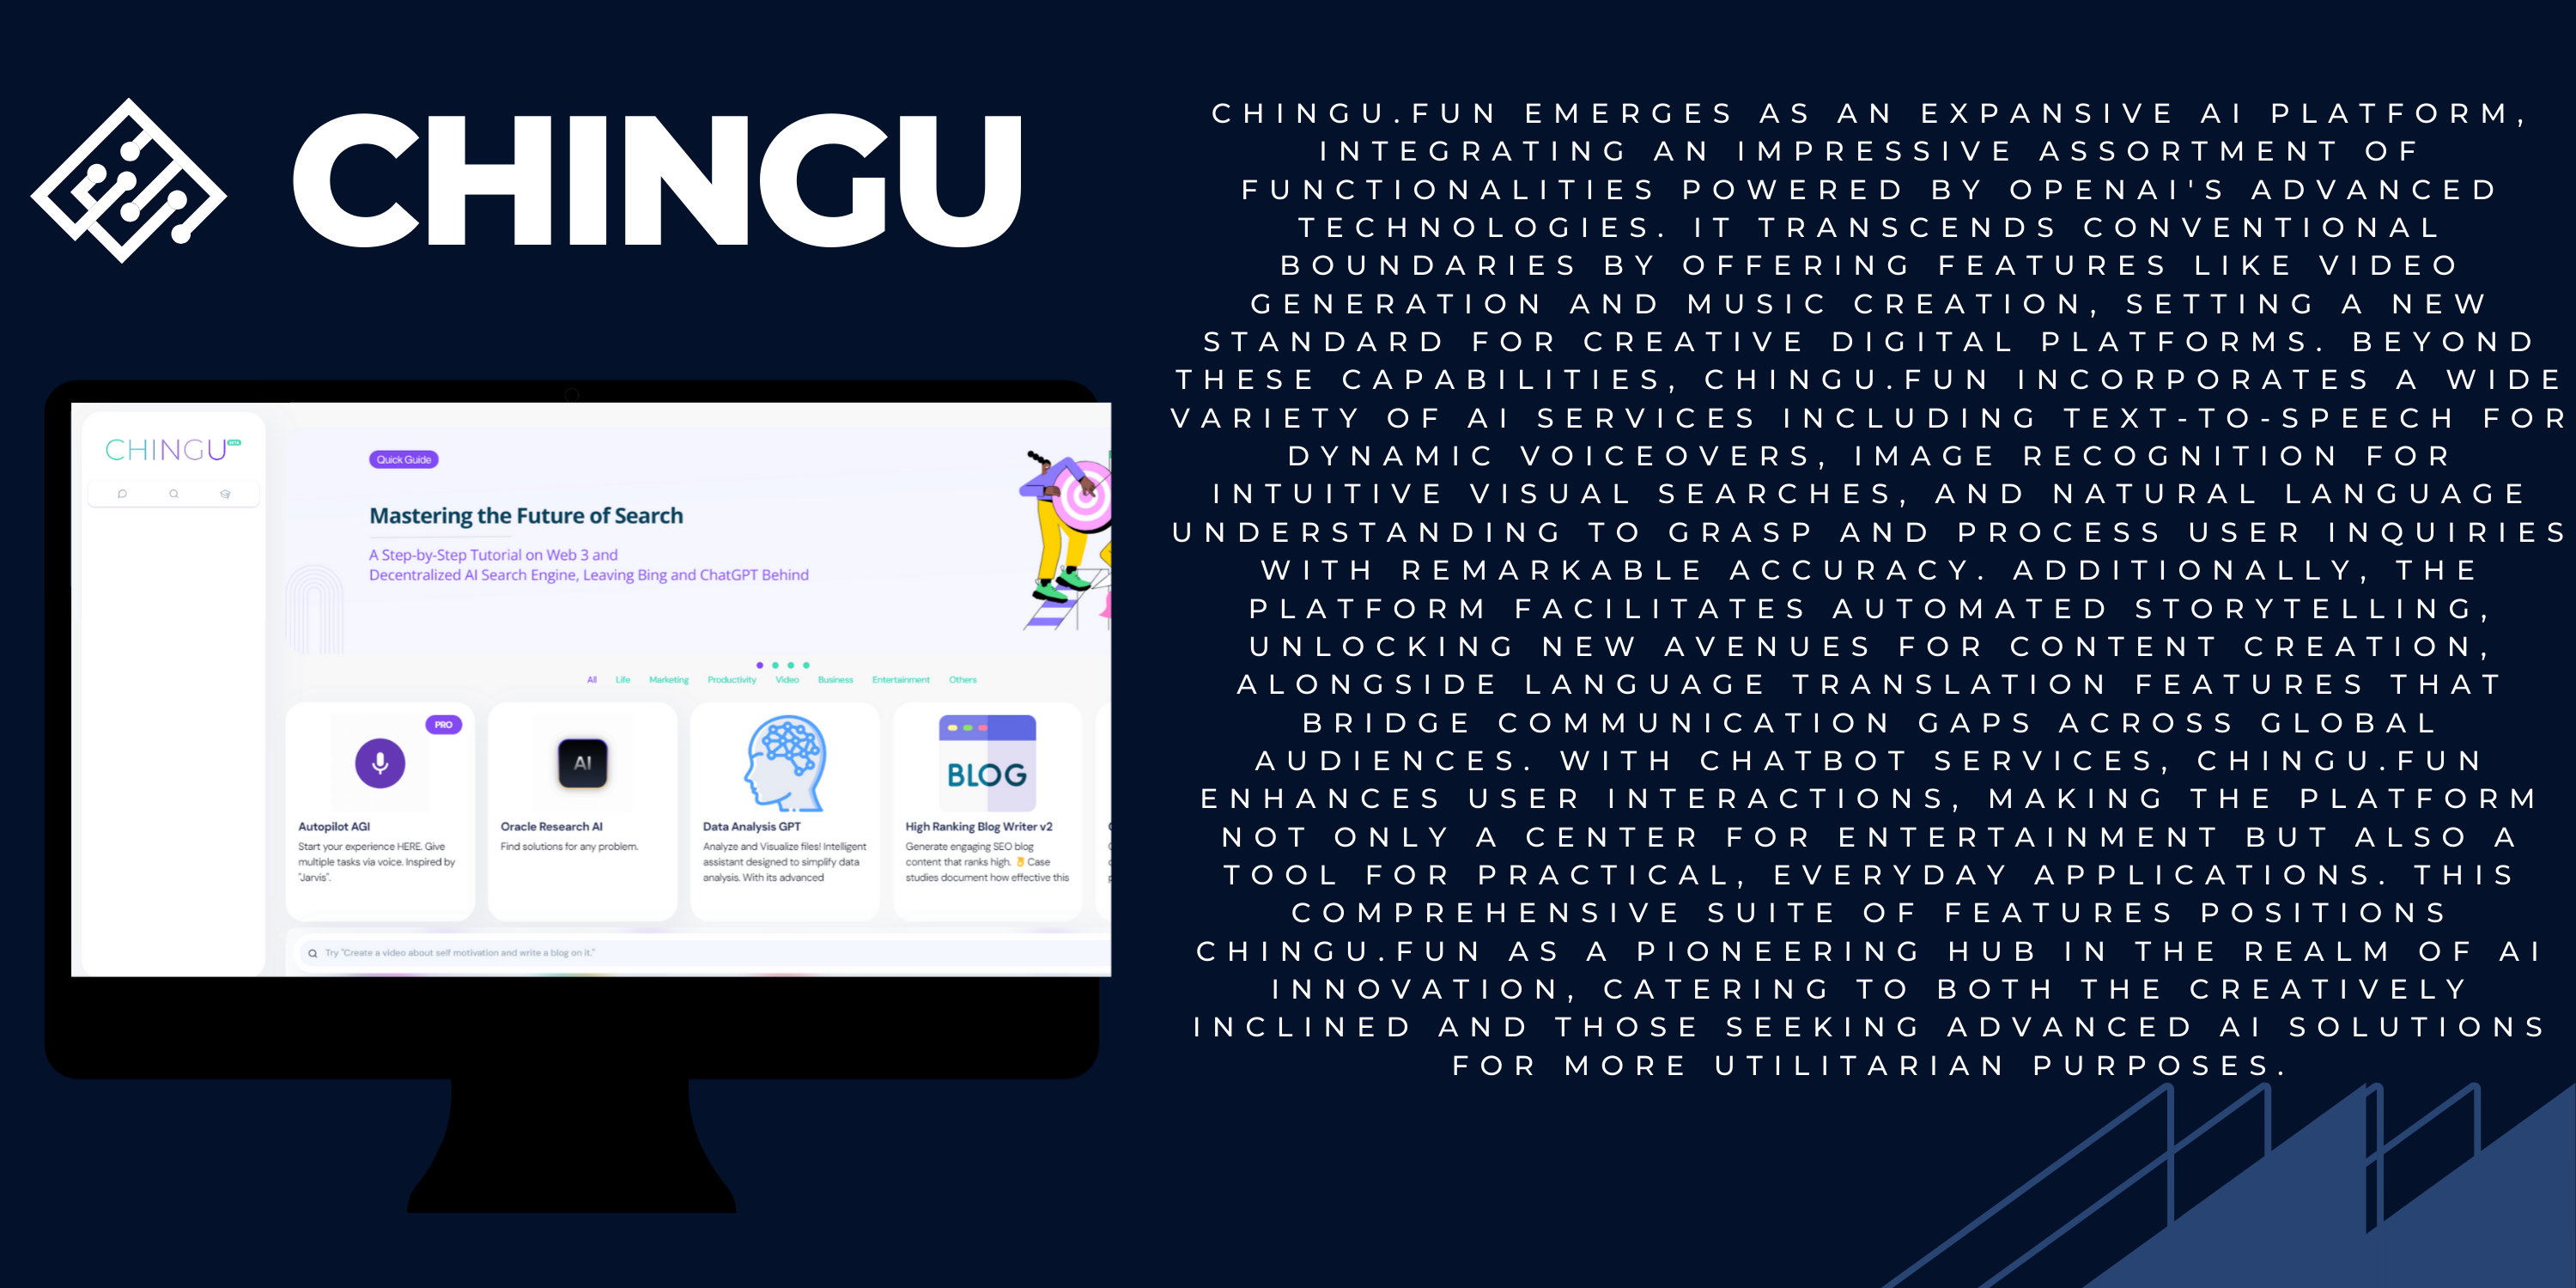 CHINGU
CHINGU.FUN EMERGES AS AN EXPANSIVE AI PLATFORM,
INTEGRATING AN IMPRESSIVE ASSORTMENT OF
FUNCTIONALITIES POWERED BY OPENAI'S ADVANCED
TECHNOLOGIES. IT TRANSCENDS CONVENTIONAL
BOUNDARIES BY OFFERING FEATURES LIKE VIDEO
GENERATION AND MUSIC CREATION, SETTING A NEW
STANDARD FOR CREATIVE DIGITAL PLATFORMS. BEYOND
THESE CAPABILITIES, CHINGU.FUN INCORPORATES A WIDE
VARIETY OF AI SERVICES INCLUDING TEXT-TO-SPEECH FOR
DYNAMIC VOICEOVERS, IMAGE RECOGNITION FOR
INTUITIVE VISUAL SEARCHES, AND NATURAL LANGUAGE
UNDERSTANDING TO GRASP AND PROCESS USER INQUIRIES
WITH REMARKABLE ACCURACY. ADDITIONALLY, THE
PLATFORM FACILITATES AUTOMATED STORYTELLING,
UNLOCKING NEW AVENUES FOR CONTENT CREATION,
ALONGSIDE LANGUAGE TRANSLATION FEATURES THAT
BRIDGE COMMUNICATION GAPS ACROSS GLOBAL
AUDIENCES. WITH CHATBOT SERVICES, CHINGU.FUN
ENHANCES USER INTERACTIONS, MAKING THE PLATFORM
NOT ONLY A CENTER FOR ENTERTAINMENT BUT ALSO A
TOOL FOR PRACTICAL, EVERYDAY APPLICATIONS. THIS
COMPREHENSIVE SUITE OF FEATURES POSITIONS
CHINGU.FUN AS A PIONEERING HUB IN THE REALM OF AI
INNOVATION, CATERING TO BOTH THE CREATIVELY
INCLINED AND THOSE SEEKING ADVANCED AI SOLUTIONS
FOR MORE UTILITARIAN PURPOSES.
CHINGU
Quick Guide
Mastering the Future of Search
A Step-by-Step Tutorial on Web 3 and
Decentralized AI Search Engine, Leaving Bing and ChatGPT Behind
All Life Marketing Productivity Video Business Entertainment Others
PRO
Autopilot AGI
Start your experience HERE. Give
multiple tasks via voice. Inspired by
"Jarvis".
AI
Oracle Research AI
Find solutions for any problem.
Data Analysis GPT
Analyze and Visualize files! Intelligent
assistant designed to simplify data
analysis. With its advanced
BLOG
High Ranking Blog Writer v2
Generate engaging SEO blog
content that ranks high. 👌 Case
studies document how effective this
Try "Create a video about self motivation and write a blog on it."